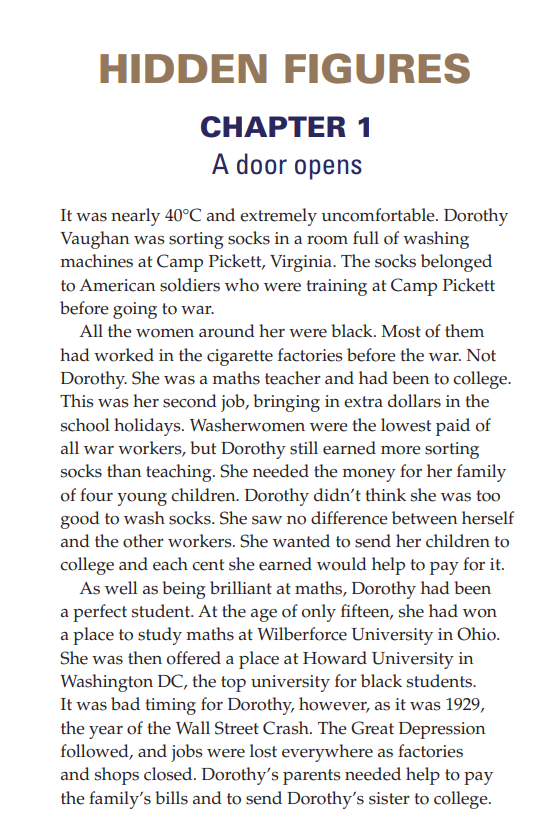 HIDDEN FIGURES
CHAPTER 1
A door opens
It was nearly 40°C and extremely uncomfortable. Dorothy
Vaughan was sorting socks in a room full of washing
machines at Camp Pickett, Virginia. The socks belonged
to American soldiers who were training at Camp Pickett
before going to war.
All the women around her were black. Most of them
had worked in the cigarette factories before the war. Not
Dorothy. She was a maths teacher and had been to college.
This was her second job, bringing in extra dollars in the
school holidays. Washerwomen were the lowest paid of
all war workers, but Dorothy still earned more sorting
socks than teaching. She needed the money for her family
of four young children. Dorothy didn’t think she was too
good to wash socks. She saw no difference between herself
and the other workers. She wanted to send her children to
college and each cent she earned would help to pay for it.
As well as being brilliant at maths, Dorothy had been
a perfect student. At the age of only fifteen, she had won
a place to study maths at Wilberforce University in Ohio.
She was then offered a place at Howard University in
Washington DC, the top university for black students.
It was bad timing for Dorothy, however, as it was 1929,
the year of the Wall Street Crash. The Great Depression
followed, and jobs were lost everywhere as factories
and shops closed. Dorothy’s parents needed help to pay
the family’s bills and to send Dorothy’s sister to college.